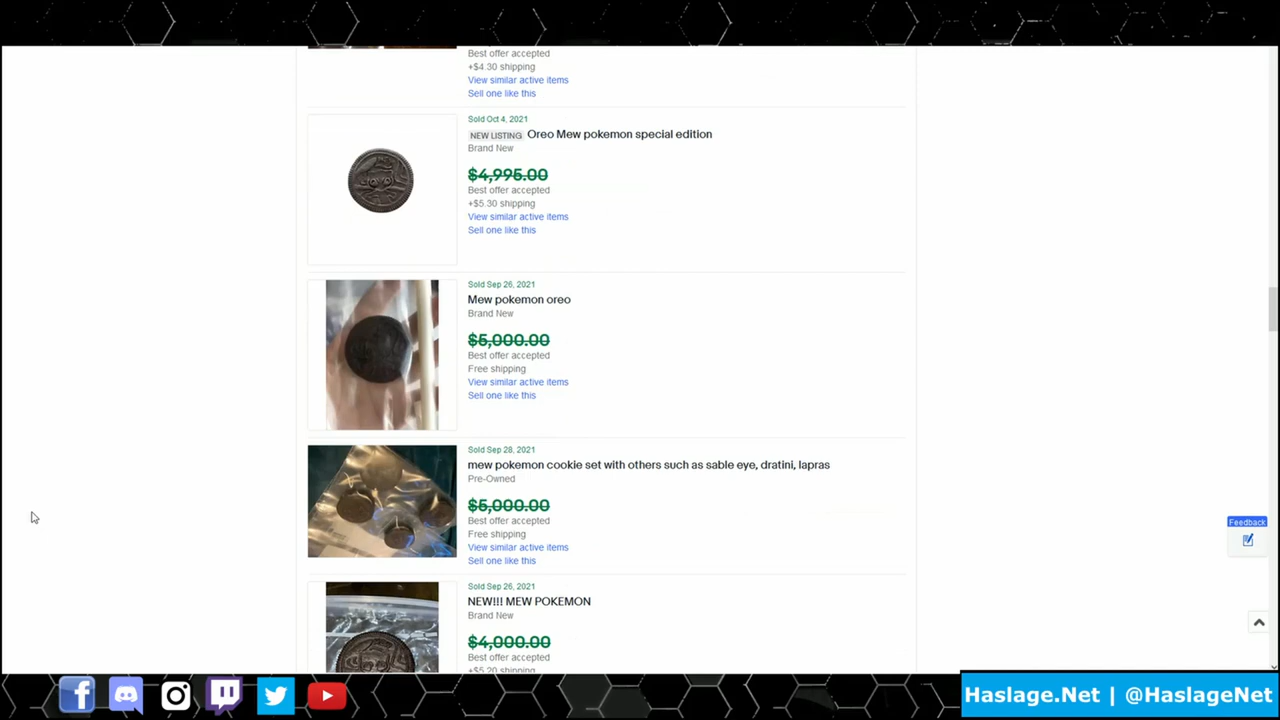 Best offer accepted
+$4.30 shipping
View similar active items
Sell one like this
Sold Oct 4, 2021
NEW LISTING Oreo Mew pokemon special edition
Brand New
$4,995.00
Best offer accepted
+$5.30 shipping
View similar active items
Sell one like this
Sold Sep 26, 2021
Mew pokemon oreo
Brand New
$5,000.00
Best offer accepted
Free shipping
View similar active items
Sell one like this
Sold Sep 28, 2021
mew pokemon cookie set with others such as sable eye, dratini, lapras
Pre-Owned
$5,000.00
Best offer accepted
Free shipping
View similar active items
Sell one like this
Feedback
Sold Sep 26, 2021
NEW!!! MEW POKEMON
Brand New
$4,000.00
Best offer accepted
+$5.20 shipping
Haslage.Net | @HaslageNet